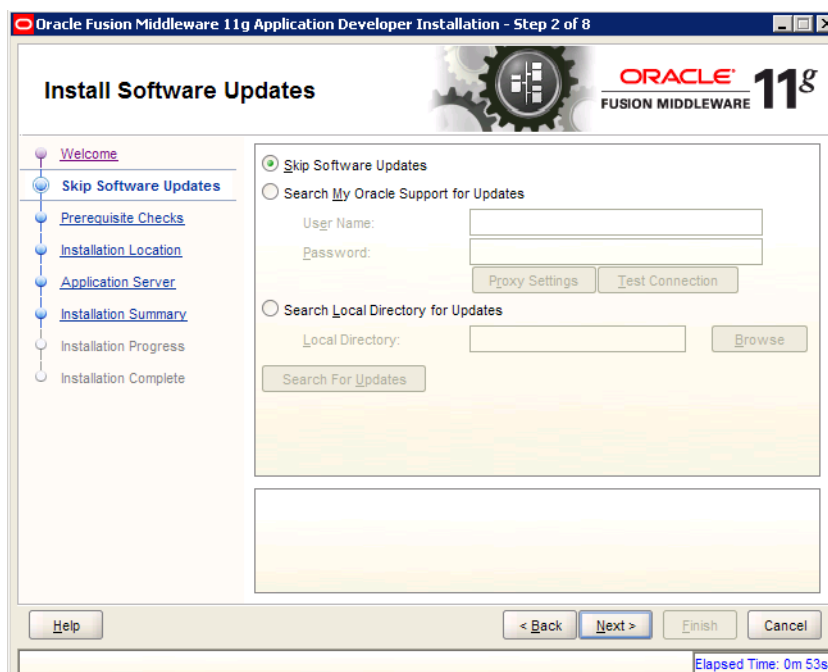 Oracle Fusion Middleware 11g Application Developer Installation - Step 2 of 8
Install Software Updates
ORACLE
FUSION MIDDLEWARE
11g
Welcome
Skip Software Updates
Prerequisite Checks
Installation Location
Application Server
Installation Summary
Installation Progress
Installation Complete
Skip Software Updates
Search My Oracle Support for Updates
User Name:
Password:
Proxy Settings
Test Connection
Search Local Directory for Updates
Local Directory:
Browse
Search For Updates
Help
< Back
Next >
Finish
Cancel
Elapsed Time: 0m 53s